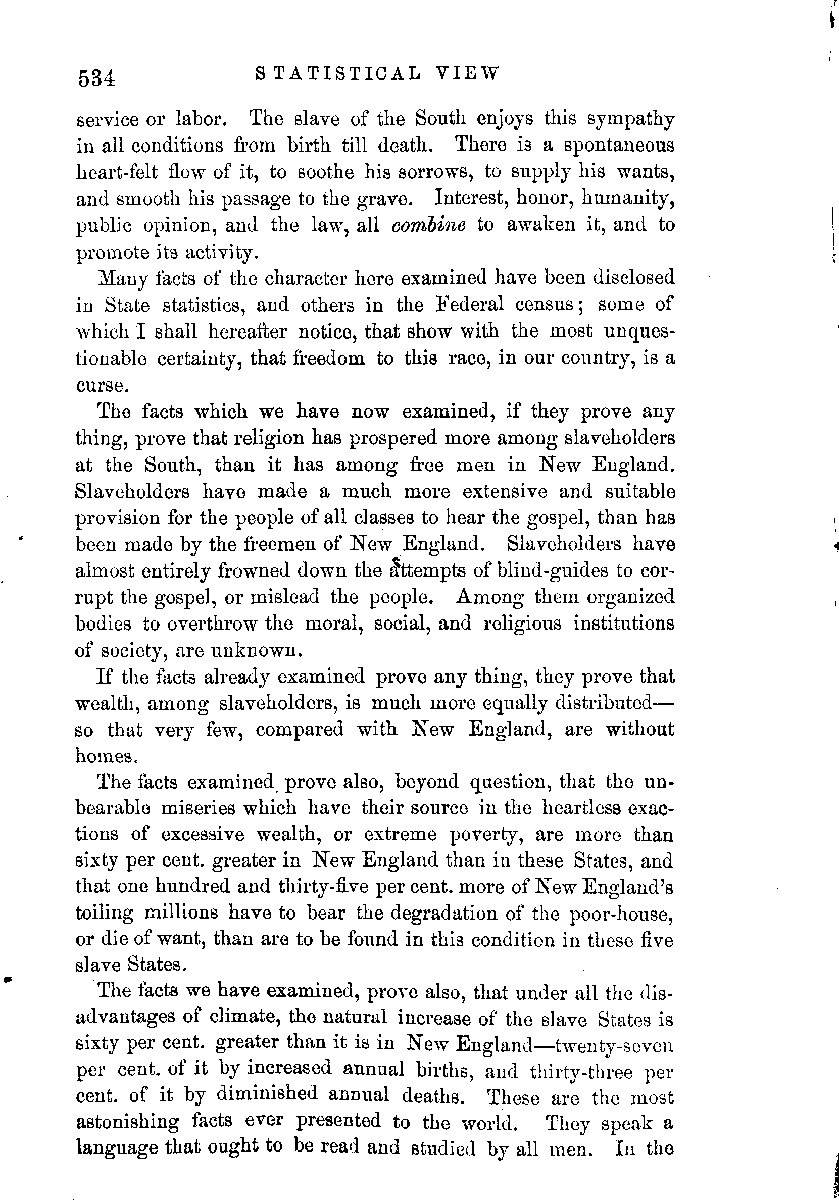 534 STATISTICAL VIEW
service or labor. The slave of the South enjoys this sympathy
in all conditions from birth till death. There is a spontaneous
heart-felt flow of it, to soothe his sorrows, to supply his wants,
and smooth his passage to the grave. Interest, honor, humanity,
public opinion, and the law, all combine to awaken it, and to
promote its activity.
Many facts of the character here examined have been disclosed
in State statistics, and others in the Federal census; some of
which I shall hereafter notice, that show with the most unques-
tionable certainty, that freedom to this race, in our country, is a
curse.
The facts which we have now examined, if they prove any
thing, prove that religion has prospered more among slaveholders
at the South, than it has among free men in New England.
Slaveholders have made a much more extensive and suitable
provision for the people of all classes to hear the gospel, than has
been made by the freemen of New England. Slaveholders have
almost entirely frowned down the attempts of blind-guides to cor-
rupt the gospel, or mislead the people. Among them organized
bodies to overthrow the moral, social, and religious institutions
of society, are unknown.
If the facts already examined prove any thing, they prove that
wealth, among slaveholders, is much more equally distributed—
so that very few, compared with New England, are without
homes.
The facts examined prove also, beyond question, that the un-
bearable miseries which have their source in the heartless exac-
tions of excessive wealth, or extreme poverty, are more than
sixty per cent. greater in New England than in these States, and
that one hundred and thirty-five per cent. more of New England's
toiling millions have to bear the degradation of the poor-house,
or die of want, than are to be found in this condition in these five
slave States.
The facts we have examined, prove also, that under all the dis-
advantages of climate, the natural increase of the slave States is
sixty per cent. greater than it is in New England—twenty-seven
per cent. of it by increased annual births, and thirty-three per
cent. of it by diminished annual deaths. These are the most
astonishing facts ever presented to the world. They speak a
language that ought to be read and studied by all men. In the